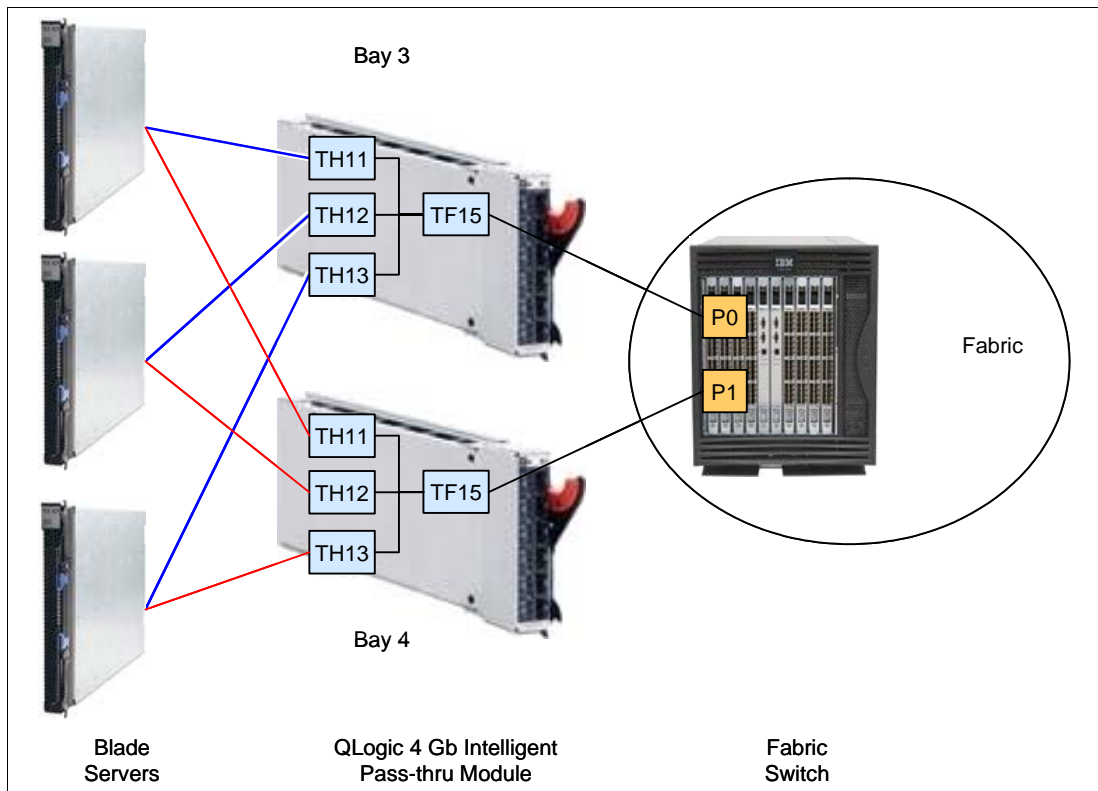 Bay 3
TH11
TH12
TF15
TH13
IBM
P0
P1
Fabric
TH11
TH12
TF15
TH13
Bay 4
Blade
Servers
QLogic 4 Gb Intelligent
Pass-thru Module
Fabric
Switch